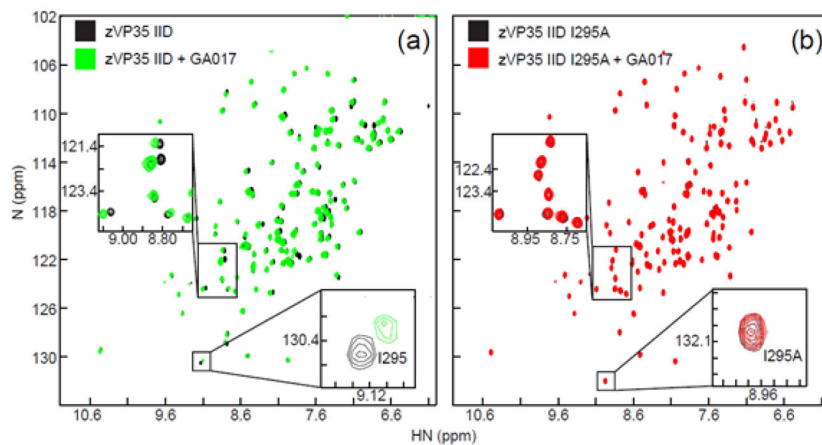 102
106
110
114
118
122
126
130
N (ppm)
zVP35 IID
zVP35 IID + GA017
(a)
121.4
123.4
9.00 8.80
130.4
I295
9.12
10.6 9.6 8.6 7.6 6.6
zVP35 IID I295A
zVP35 IID I295A + GA017
(b)
122.4
123.4
8.95 8.75
132.1
I295A
8.96
10.6 9.6 8.6 7.6 6.6
HN (ppm)